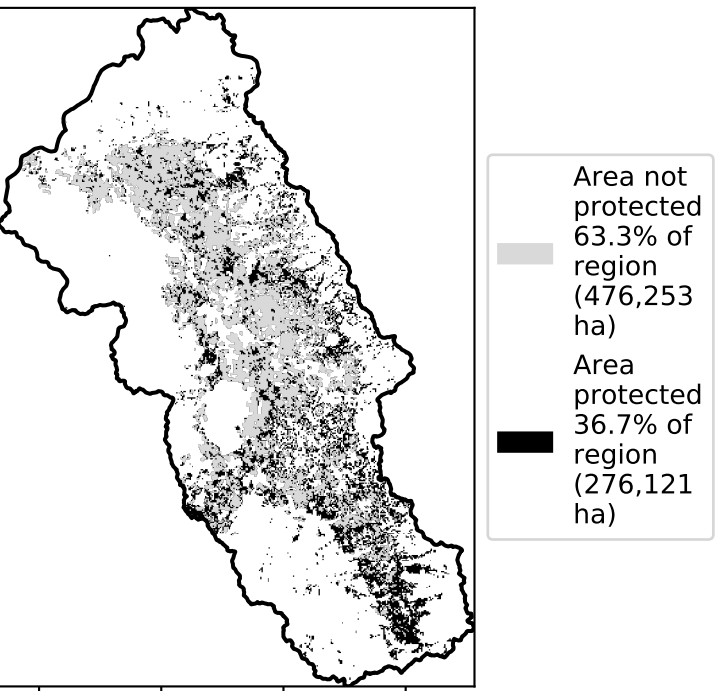 Area not
protected
63.3% of
region
(476,253
ha)
Area
protected
36.7% of
region
(276,121
ha)